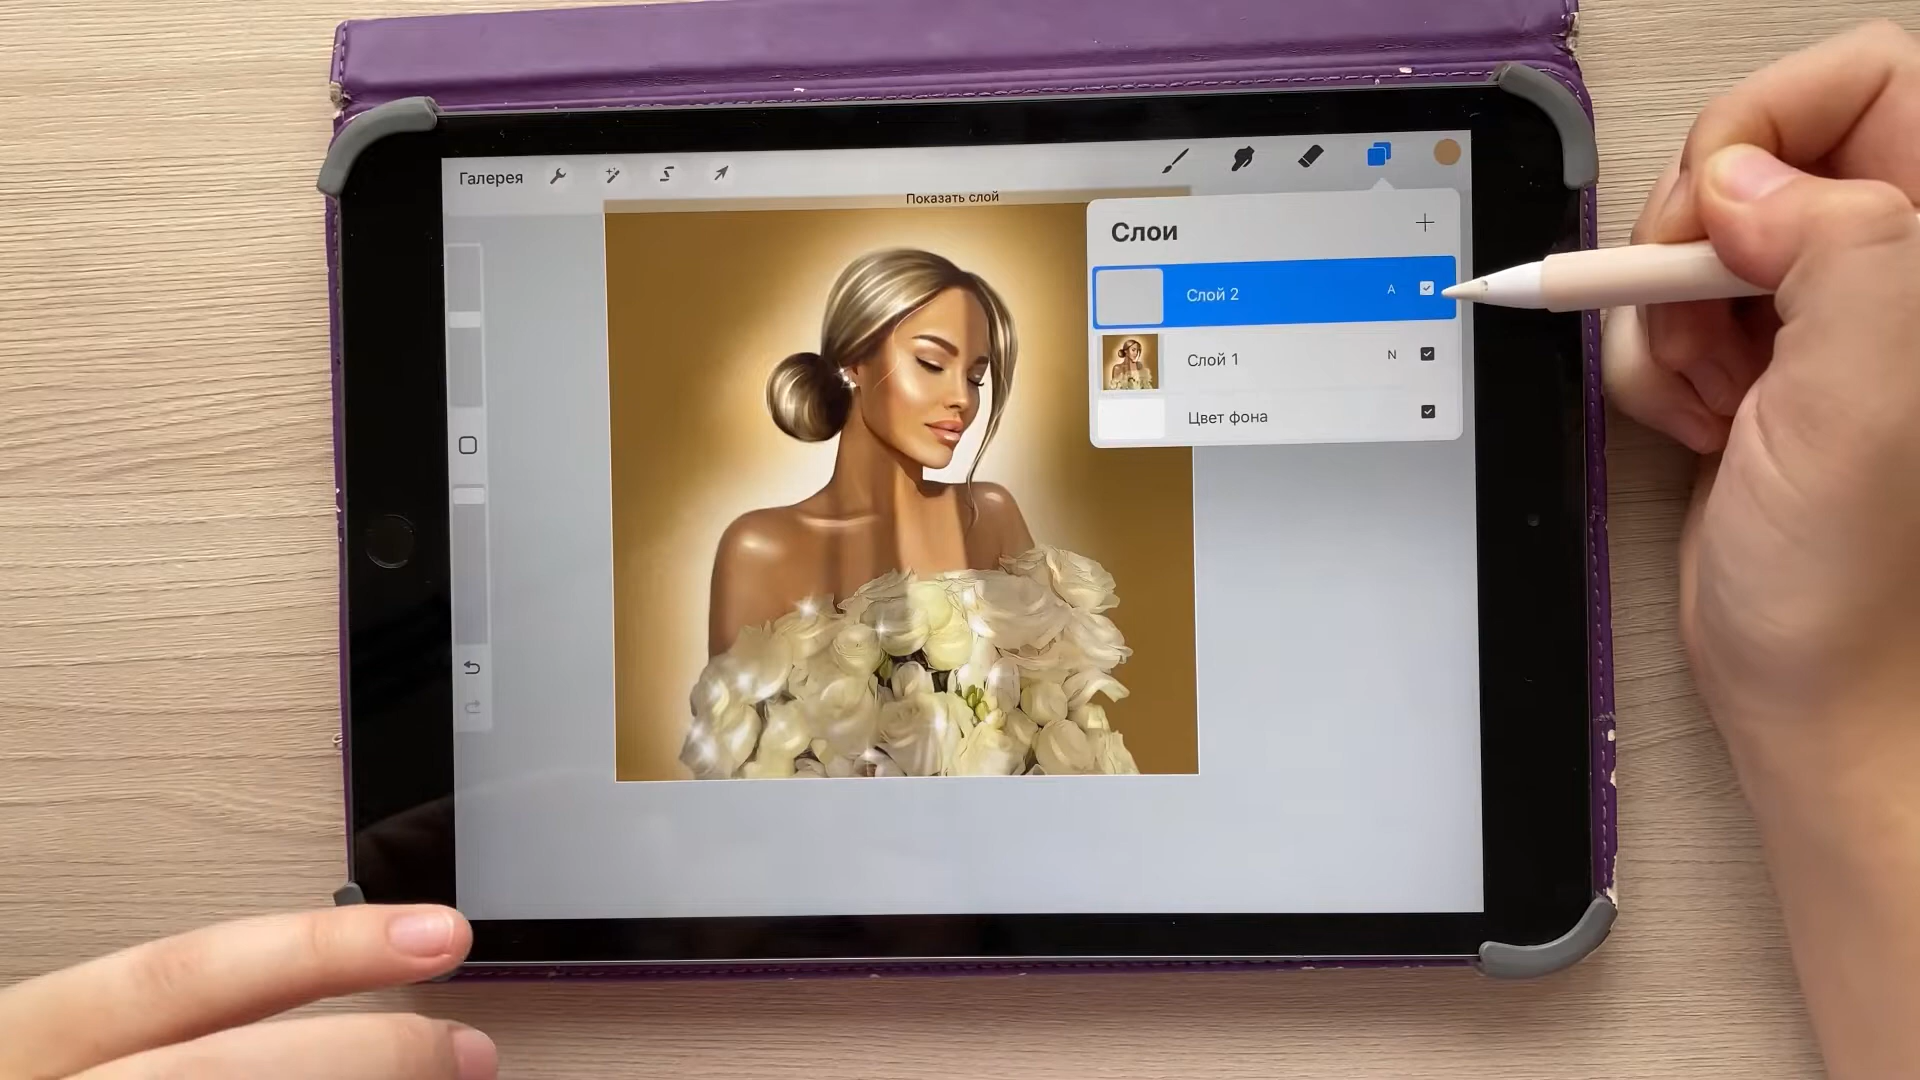 Галерея
Показать слой
Слои
Слой 2 A
Слой 1 N
Цвет фона